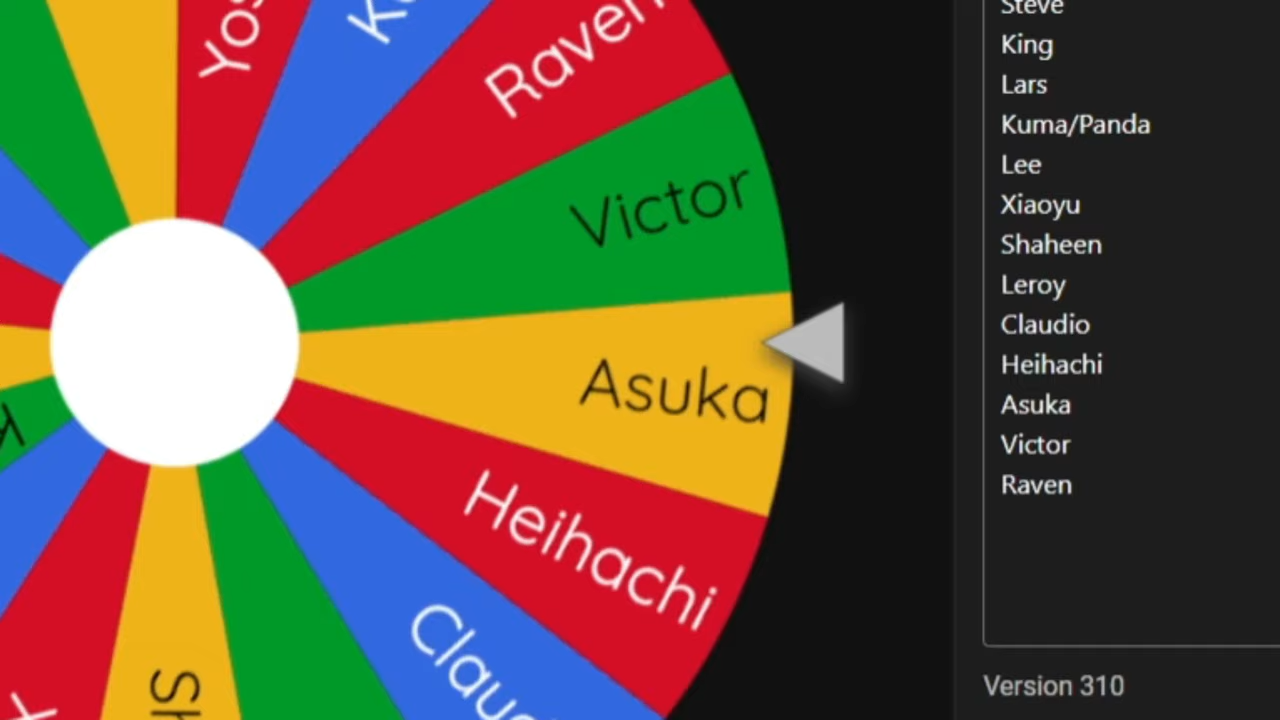 Yos
Raven
Victor
Asuka
Heihachi
Steve
King
Lars
Kuma/Panda
Lee
Xiaoyu
Shaheen
Leroy
Claudio
Heihachi
Asuka
Victor
Raven
Version 310